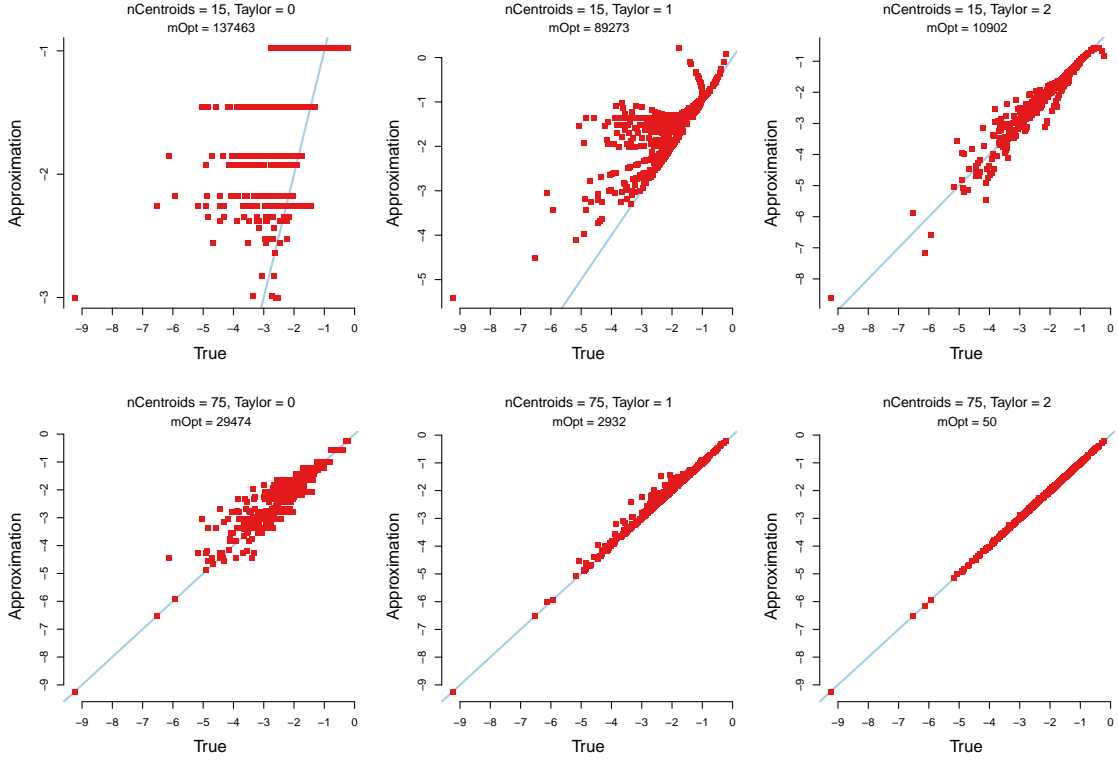 nCentroids = 15, Taylor = 0
mOpt = 137463
Approximation
−1
−2
−3
−9 −8 −7 −6 −5 −4 −3 −2 −1 0
True
nCentroids = 15, Taylor = 1
mOpt = 89273
Approximation
0
−1
−2
−3
−4
−5
−9 −8 −7 −6 −5 −4 −3 −2 −1 0
True
nCentroids = 15, Taylor = 2
mOpt = 10902
Approximation
−1
−2
−3
−4
−5
−6
−7
−8
−9 −8 −7 −6 −5 −4 −3 −2 −1 0
True
nCentroids = 75, Taylor = 0
mOpt = 29474
Approximation
0
−1
−2
−3
−4
−5
−6
−7
−8
−9
−9 −8 −7 −6 −5 −4 −3 −2 −1 0
True
nCentroids = 75, Taylor = 1
mOpt = 2932
Approximation
0
−1
−2
−3
−4
−5
−6
−7
−8
−9
−9 −8 −7 −6 −5 −4 −3 −2 −1 0
True
nCentroids = 75, Taylor = 2
mOpt = 50
Approximation
0
−1
−2
−3
−4
−5
−6
−7
−8
−9
−9 −8 −7 −6 −5 −4 −3 −2 −1 0
True